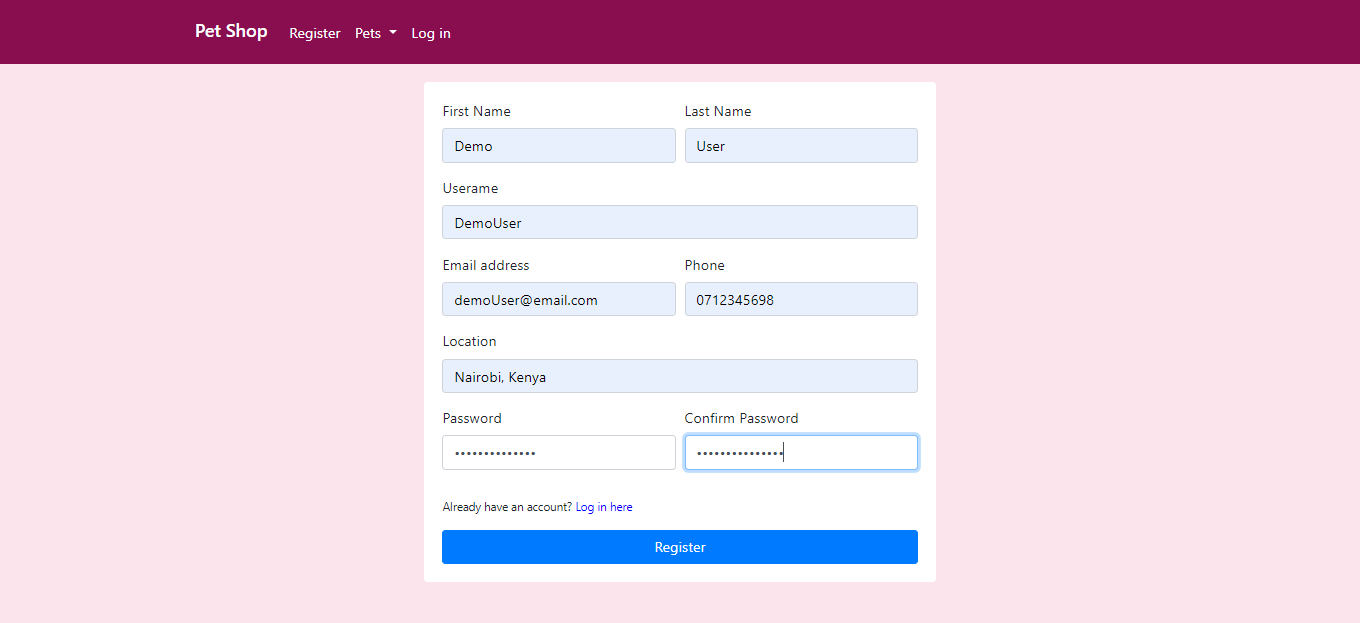 Pet Shop Register Pets Log in
First Name Last Name
Demo User
Userame
DemoUser
Email address Phone
demoUser@email.com 0712345698
Location
Nairobi, Kenya
Password Confirm Password
•••••••••••••• •••••••••••••••
Already have an account? Log in here
Register